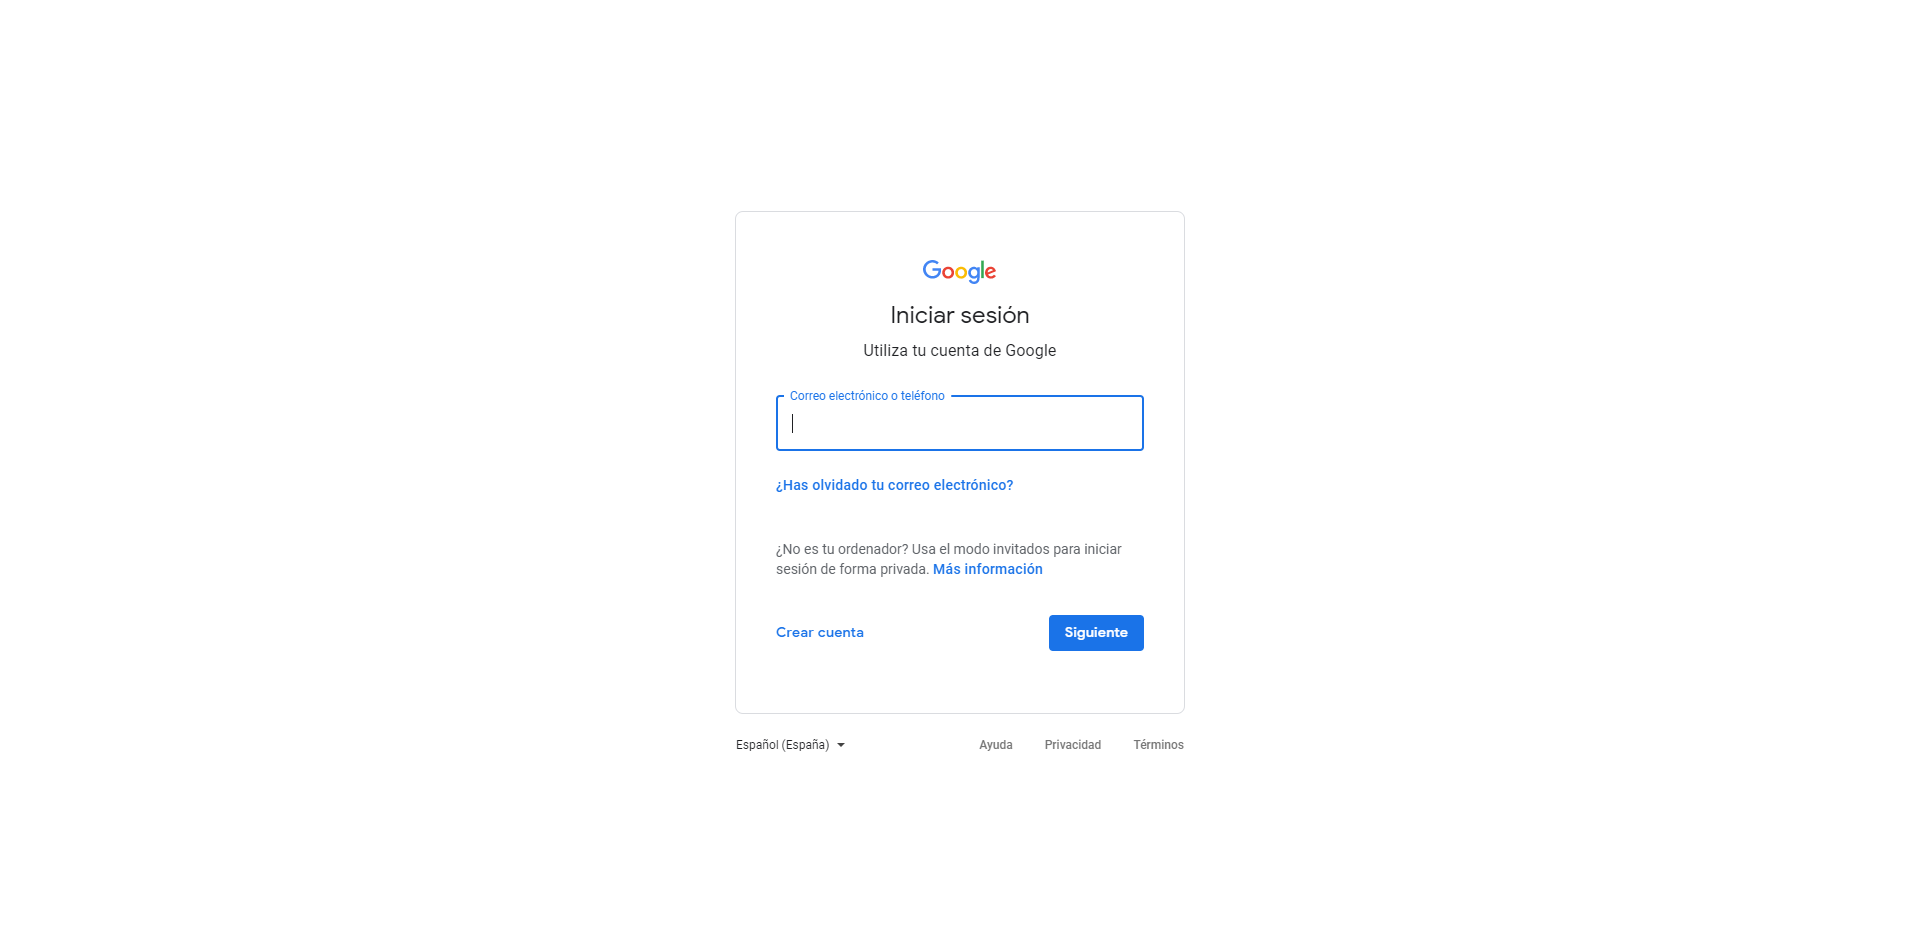 Google
Iniciar sesión
Utiliza tu cuenta de Google
Correo electrónico o teléfono
¿Has olvidado tu correo electrónico?
¿No es tu ordenador? Usa el modo invitados para iniciar
sesión de forma privada. Más información
Crear cuenta
Siguiente
Español (España)
Ayuda
Privacidad
Términos